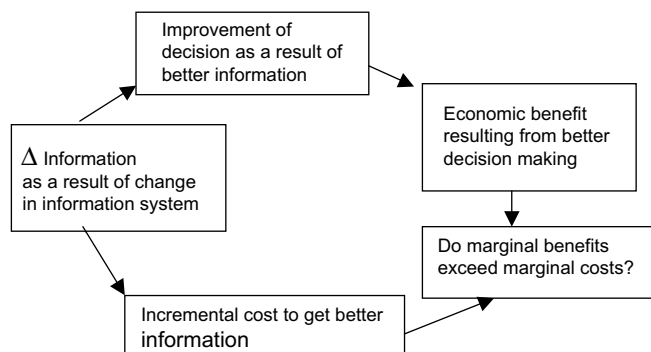 Improvement of
decision as a result of
better information
Economic benefit
resulting from better
decision making
Δ Information
as a result of change
in information system
Do marginal benefits
exceed marginal costs?
Incremental cost to get better
information